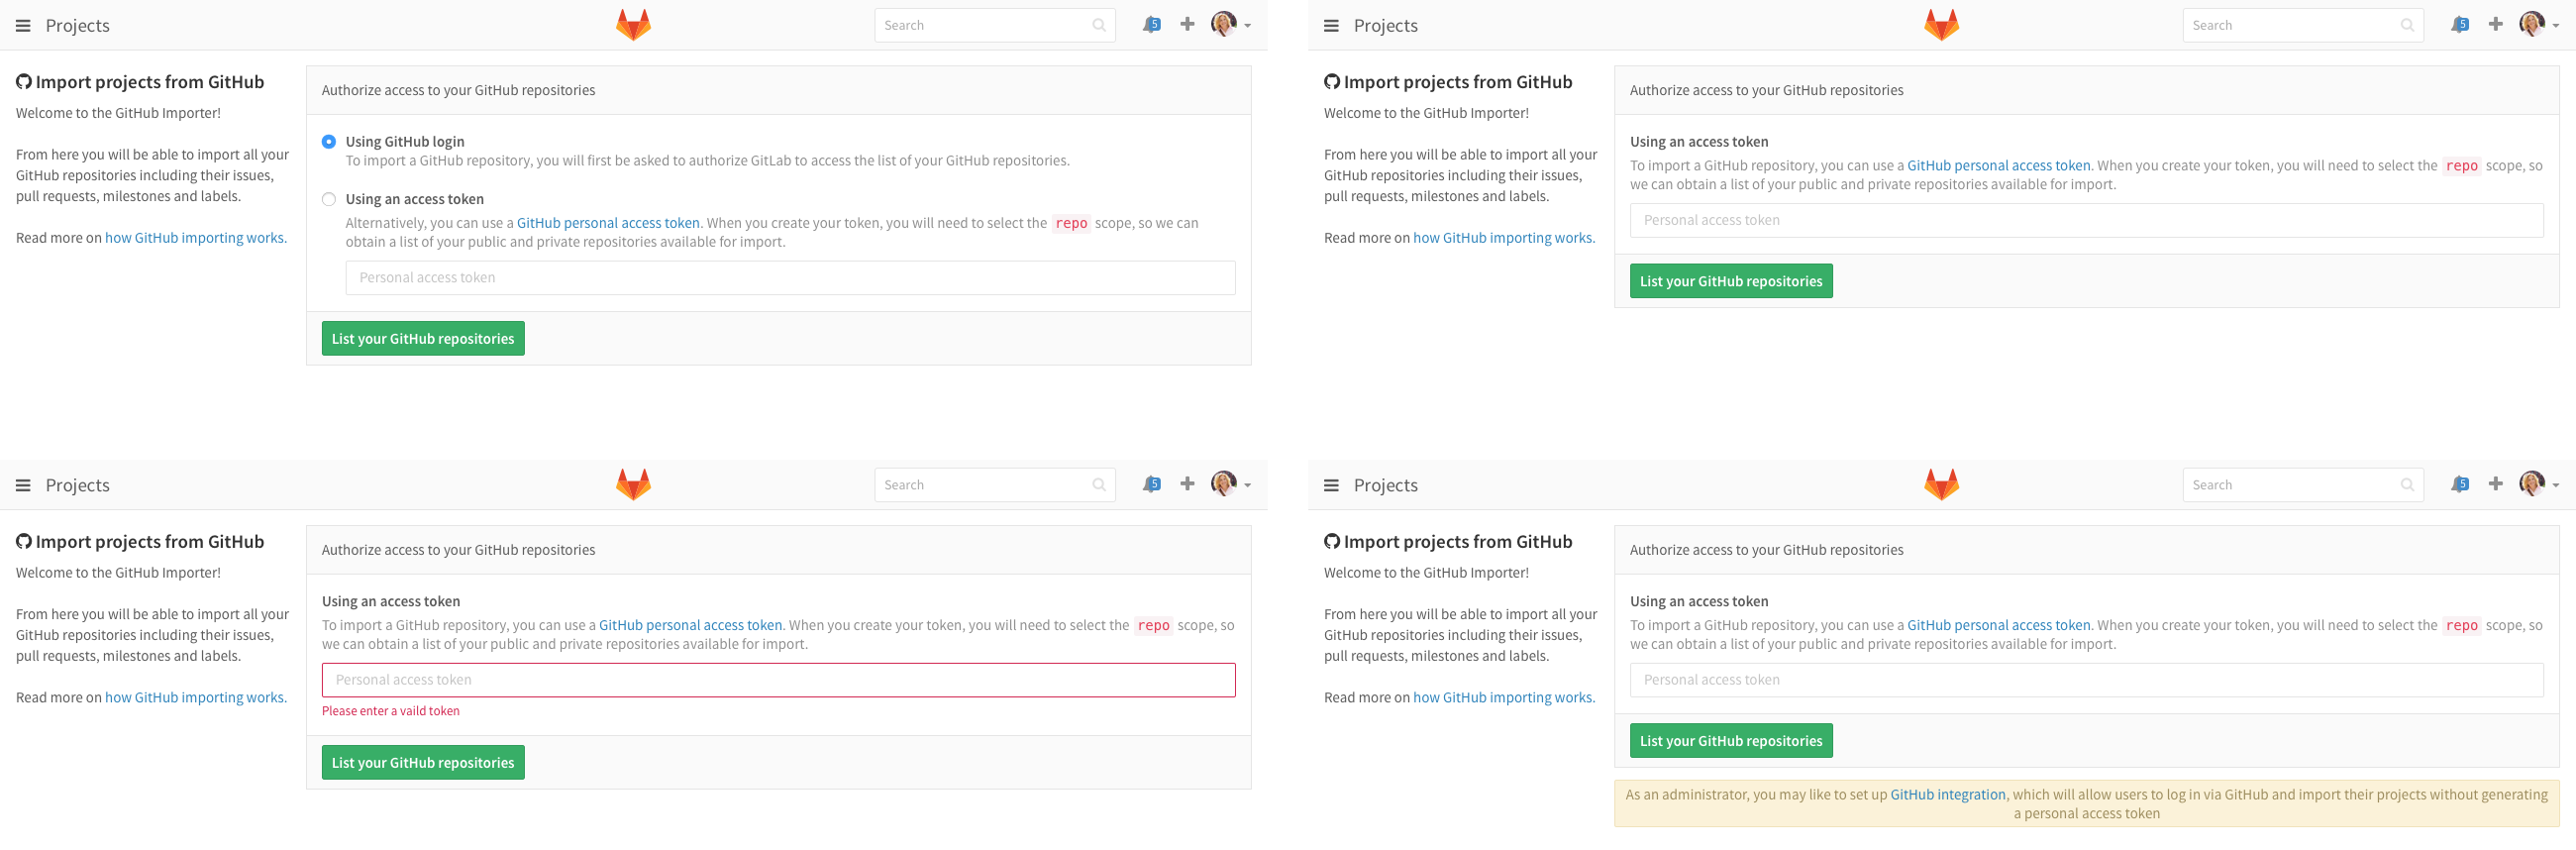 Projects
Search
5
Import projects from GitHub
Welcome to the GitHub Importer!
From here you will be able to import all your
GitHub repositories including their issues,
pull requests, milestones and labels.
Read more on how GitHub importing works.
Authorize access to your GitHub repositories
Using GitHub login
To import a GitHub repository, you will first be asked to authorize GitLab to access the list of your GitHub repositories.
Using an access token
Alternatively, you can use a GitHub personal access token. When you create your token, you will need to select the repo scope, so we can
obtain a list of your public and private repositories available for import.
Personal access token
List your GitHub repositories
Projects
Search
5
Import projects from GitHub
Welcome to the GitHub Importer!
From here you will be able to import all your
GitHub repositories including their issues,
pull requests, milestones and labels.
Read more on how GitHub importing works.
Authorize access to your GitHub repositories
Using an access token
To import a GitHub repository, you can use a GitHub personal access token. When you create your token, you will need to select the repo scope, so
we can obtain a list of your public and private repositories available for import.
Personal access token
List your GitHub repositories
Projects
Search
5
Import projects from GitHub
Welcome to the GitHub Importer!
From here you will be able to import all your
GitHub repositories including their issues,
pull requests, milestones and labels.
Read more on how GitHub importing works.
Authorize access to your GitHub repositories
Using an access token
To import a GitHub repository, you can use a GitHub personal access token. When you create your token, you will need to select the repo scope, so
we can obtain a list of your public and private repositories available for import.
Personal access token
Please enter a vaild token
List your GitHub repositories
Projects
Search
5
Import projects from GitHub
Welcome to the GitHub Importer!
From here you will be able to import all your
GitHub repositories including their issues,
pull requests, milestones and labels.
Read more on how GitHub importing works.
Authorize access to your GitHub repositories
Using an access token
To import a GitHub repository, you can use a GitHub personal access token. When you create your token, you will need to select the repo scope, so
we can obtain a list of your public and private repositories available for import.
Personal access token
List your GitHub repositories
As an administrator, you may like to set up GitHub integration, which will allow users to log in via GitHub and import their projects without generating
a personal access token